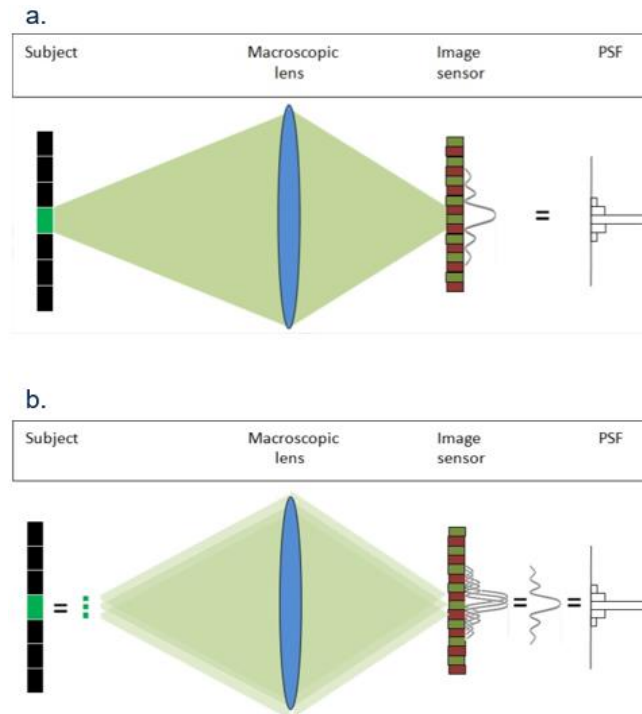 a.
Subject Macroscopic lens Image sensor PSF
=
b.
Subject Macroscopic lens Image sensor PSF
= = =